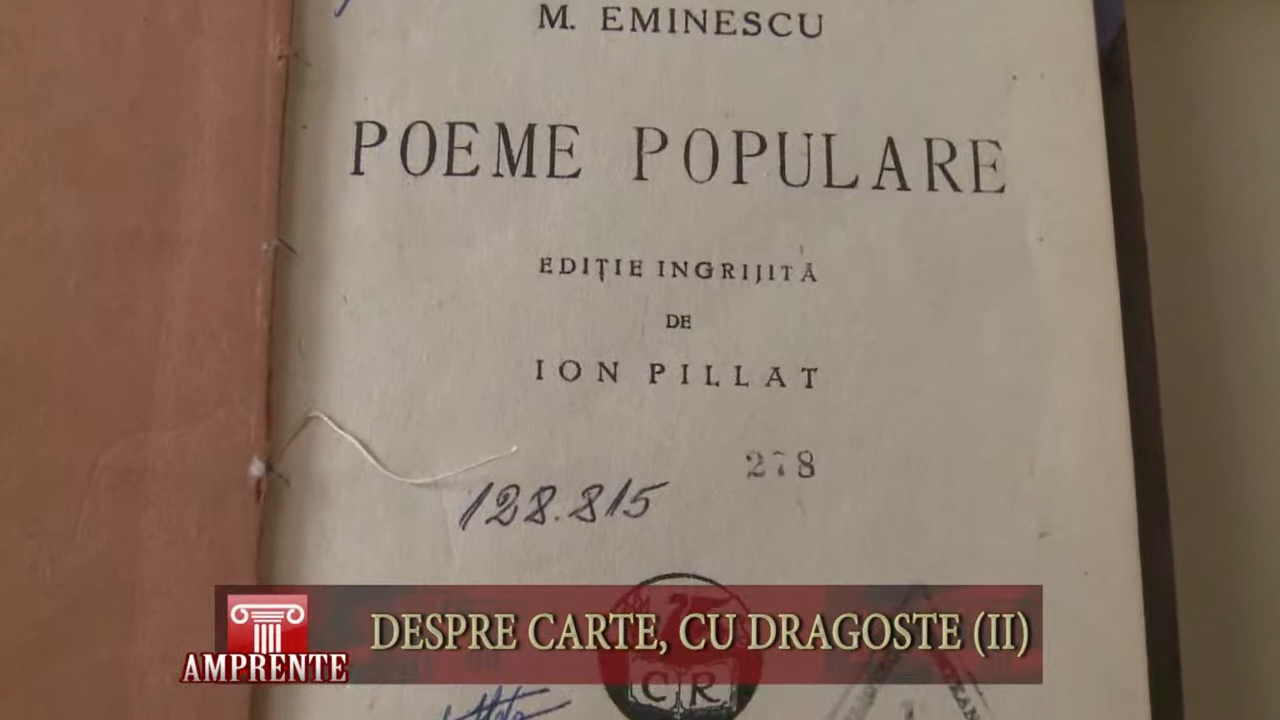 M. EMINESCU
POEME POPULARE
EDIȚIE INGRIJITĂ
DE
ION PILLAT
278
128.815
DESPRE CARTE, CU DRAGOSTE (II)
AMPRENTE
C R